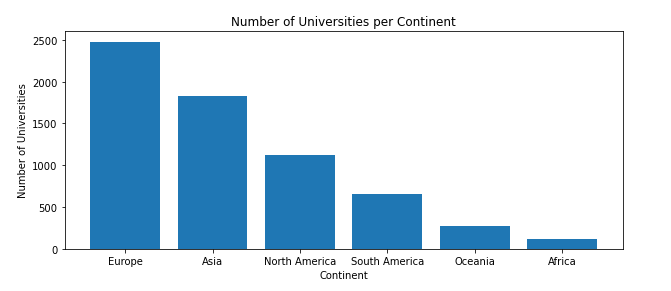 Number of Universities per Continent
Number of Universities
2500
2000
1500
1000
500
0
Europe Asia North America South America Oceania Africa
Continent